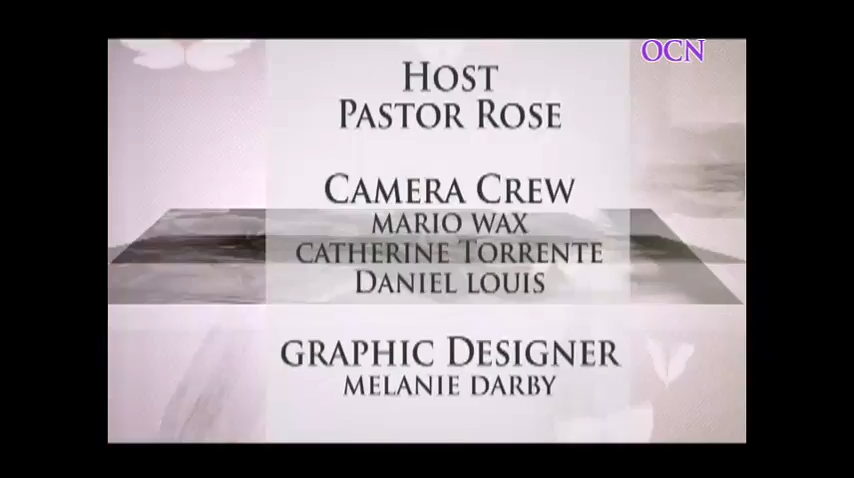 OCN
HOST
PASTOR ROSE
CAMERA CREW
MARIO WAX
CATHERINE TORRENTE
DANIEL LOUIS
GRAPHIC DESIGNER
MELANIE DARBY